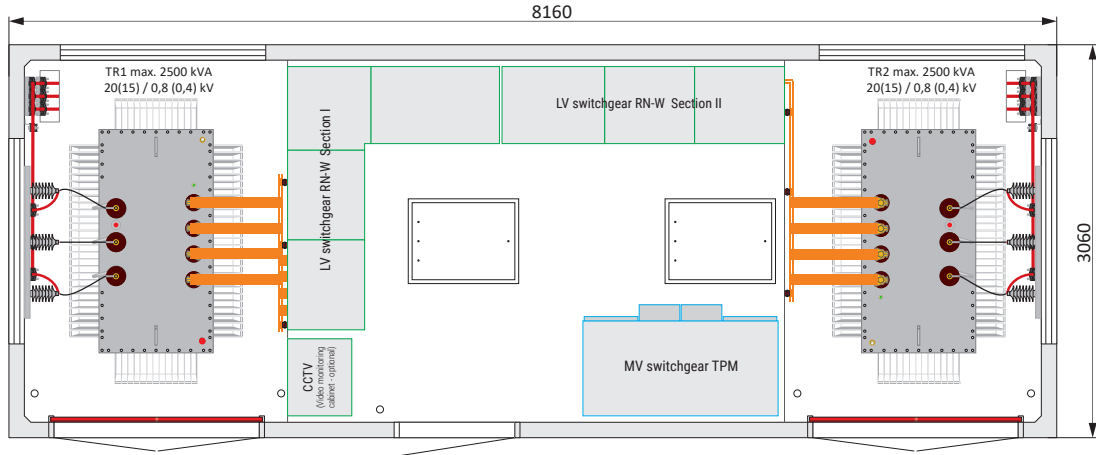 8160
TR1 max. 2500 kVA
20(15) / 0,8 (0,4) kV
LV switchgear RN-W Section I
LV switchgear RN-W Section II
TR2 max. 2500 kVA
20(15) / 0,8 (0,4) kV
3060
CCTV
(Video monitoring
cabinet - optional)
MV switchgear TPM